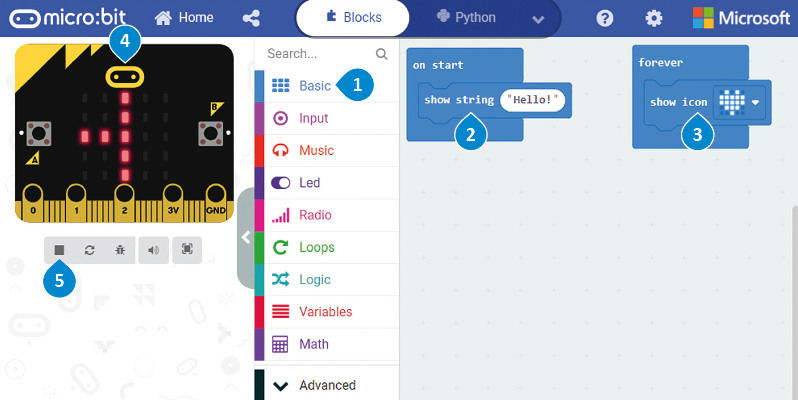 micro:bit
Home
Blocks
Python
?
Microsoft
4
B
A
0 1 2 3V GND
5
Search...
Basic
1
Input
Music
Led
Radio
Loops
Logic
Variables
Math
Advanced
on start
show string "Hello!"
2
forever
show icon
3